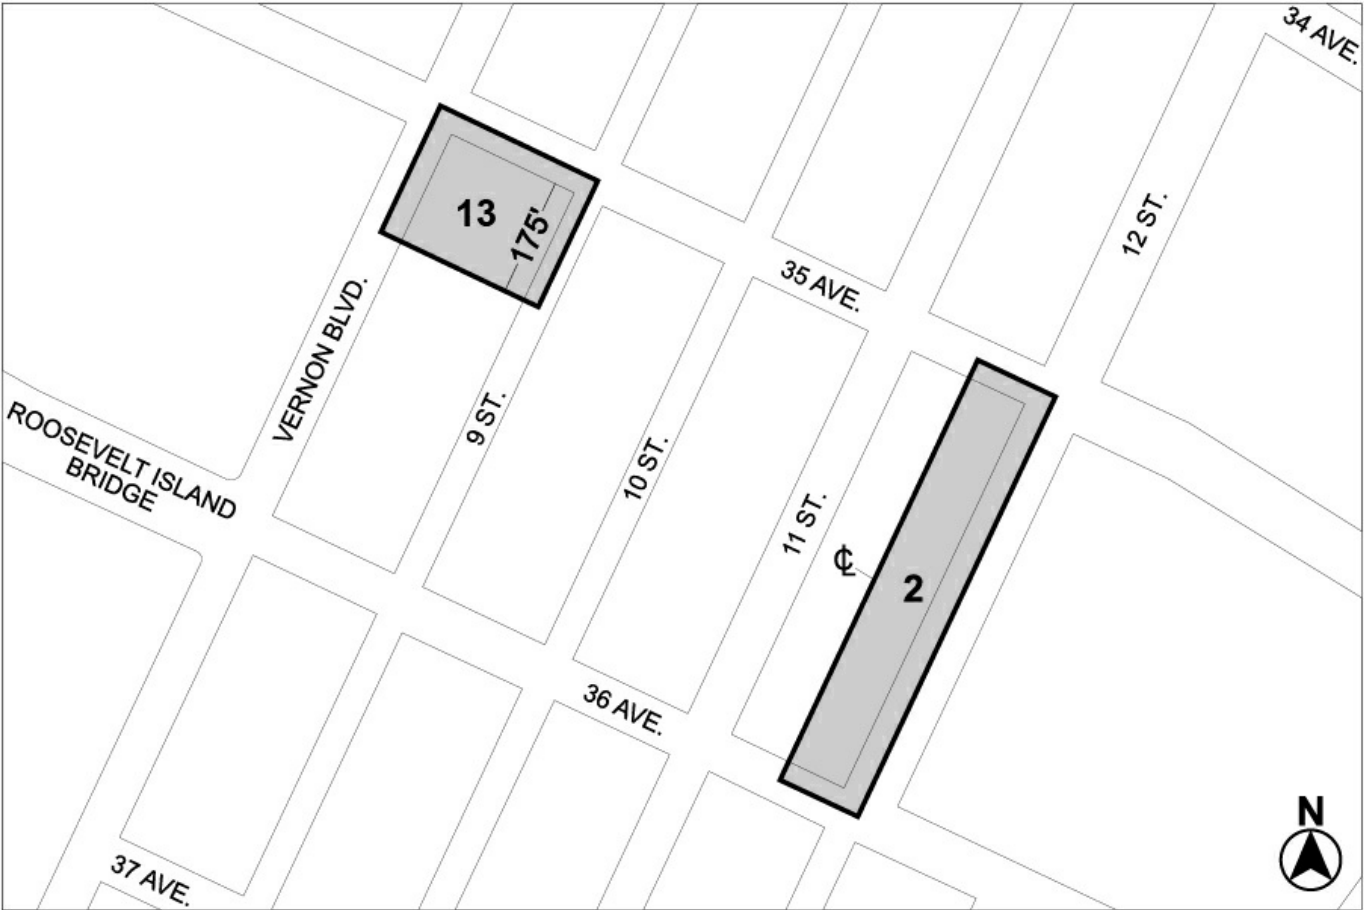 34 AVE.
13
175'
12 ST.
35 AVE.
VERNON BLVD.
9 ST.
ROOSEVELT ISLAND
BRIDGE
10 ST.
11 ST.
℄
2
36 AVE.
N
37 AVE.